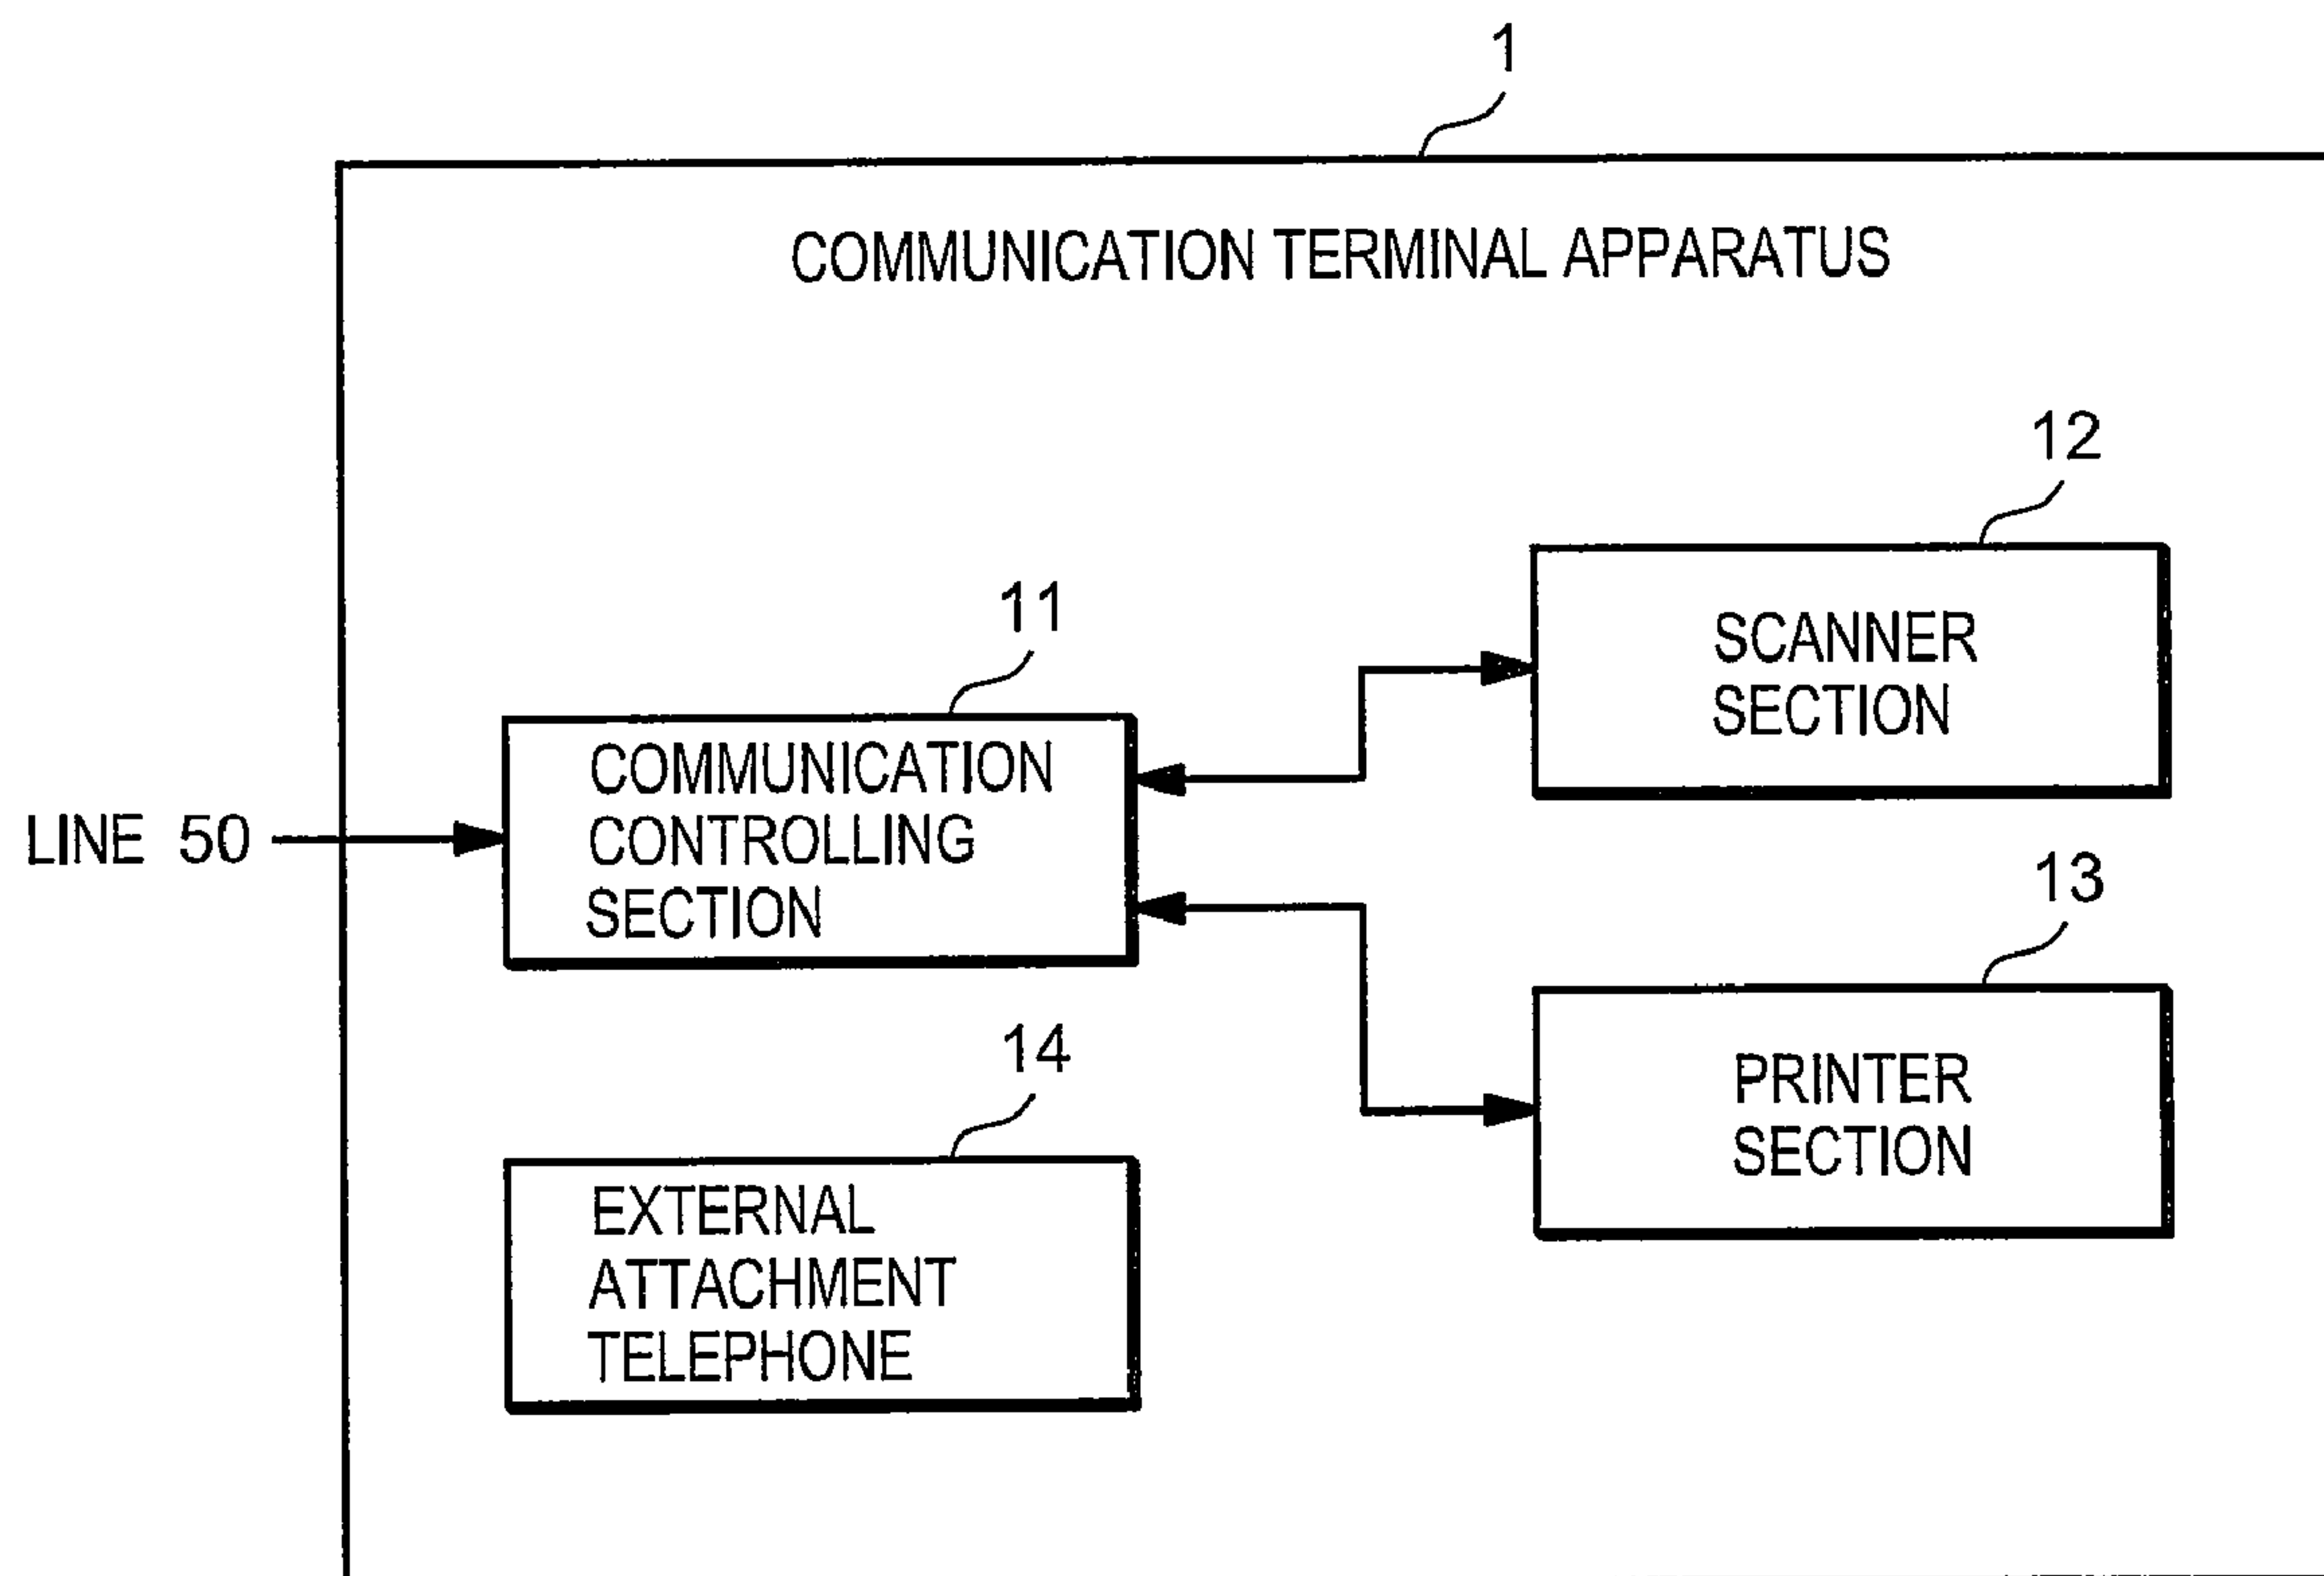 1
COMMUNICATION TERMINAL APPARATUS
12
SCANNER
SECTION
11
COMMUNICATION
CONTROLLING
SECTION
LINE 50
13
PRINTER
SECTION
14
EXTERNAL
ATTACHMENT
TELEPHONE